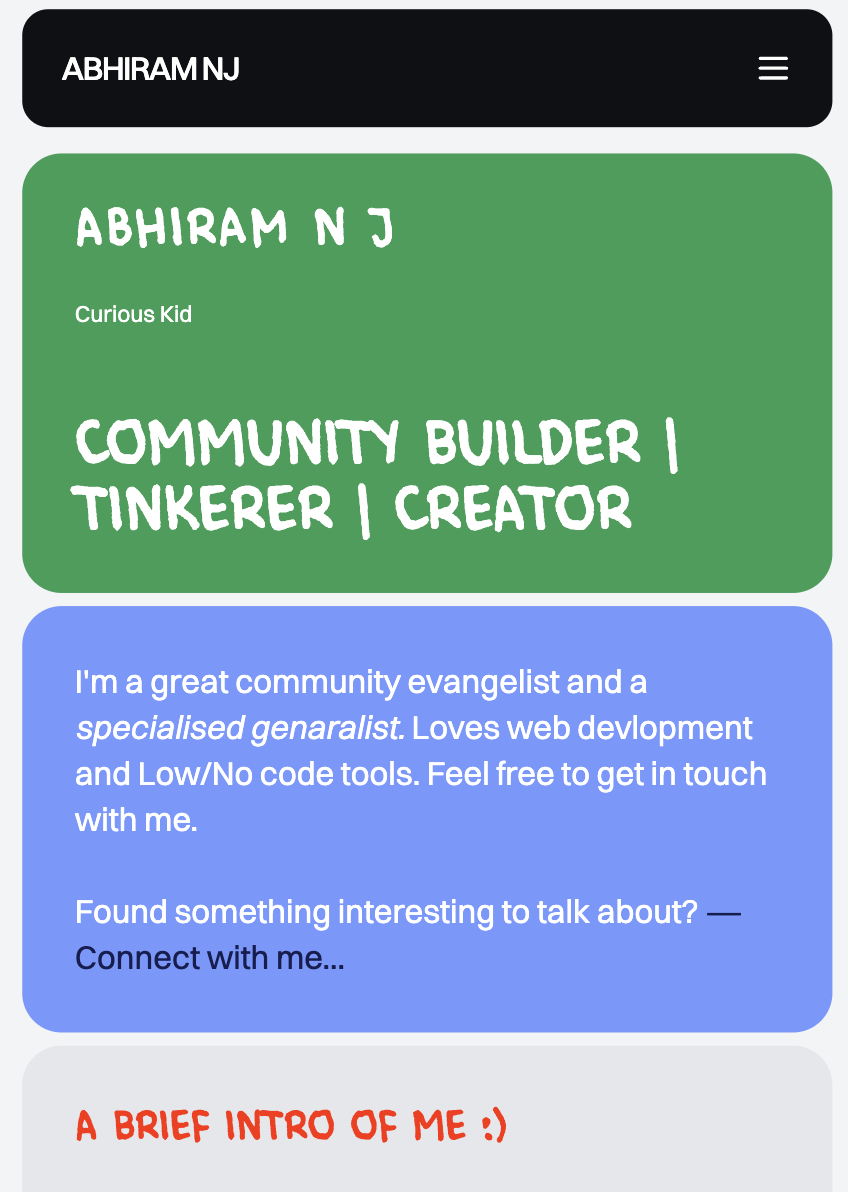 ABHIRAM NJ
ABHIRAM N J
Curious Kid
COMMUNITY BUILDER |
TINKERER | CREATOR
I'm a great community evangelist and a
specialised genaralist. Loves web devlopment
and Low/No code tools. Feel free to get in touch
with me.
Found something interesting to talk about? —
Connect with me...
A BRIEF INTRO OF ME :)